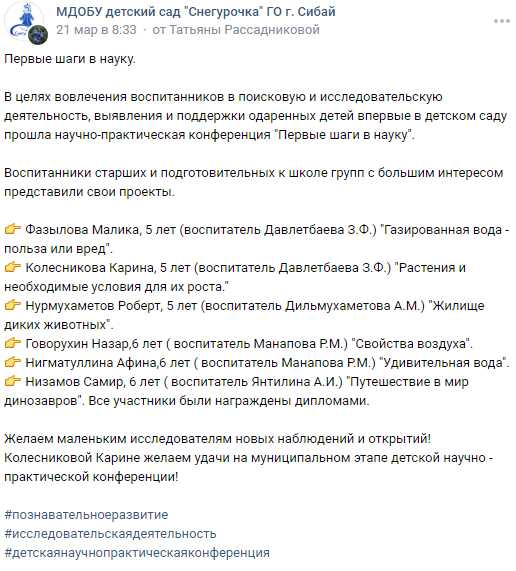 МДОБУ детский сад "Снегурочка" ГО г. Сибай
21 мар в 8:33 · от Татьяны Рассадниковой
Первые шаги в науку.
В целях вовлечения воспитанников в поисковую и исследовательскую
деятельность, выявления и поддержки одаренных детей впервые в детском саду
прошла научно-практическая конференция "Первые шаги в науку".
Воспитанники старших и подготовительных к школе групп с большим интересом
представили свои проекты.
👉 Фазылова Малика, 5 лет (воспитатель Давлетбаева З.Ф.) "Газированная вода -
польза или вред".
👉 Колесникова Карина, 5 лет (воспитатель Давлетбаева З.Ф.) "Растения и
необходимые условия для их роста."
👉 Нурмухаметов Роберт, 5 лет (воспитатель Дильмухаметова А.М.) "Жилище
диких животных".
👉 Говорухин Назар,6 лет ( воспитатель Манапова Р.М.) "Свойства воздуха".
👉 Нигматуллина Афина,6 лет ( воспитатель Манапова Р.М.) "Удивительная вода".
👉 Низамов Самир, 6 лет ( воспитатель Янтилина А.И.) "Путешествие в мир
динозавров". Все участники были награждены дипломами.
Желаем маленьким исследователям новых наблюдений и открытий!
Колесниковой Карине желаем удачи на муниципальном этапе детской научно -
практической конференции!
#познавательноеразвитие
#исследовательскаядеятельность
#детскаянаучнопрактическаяконференция